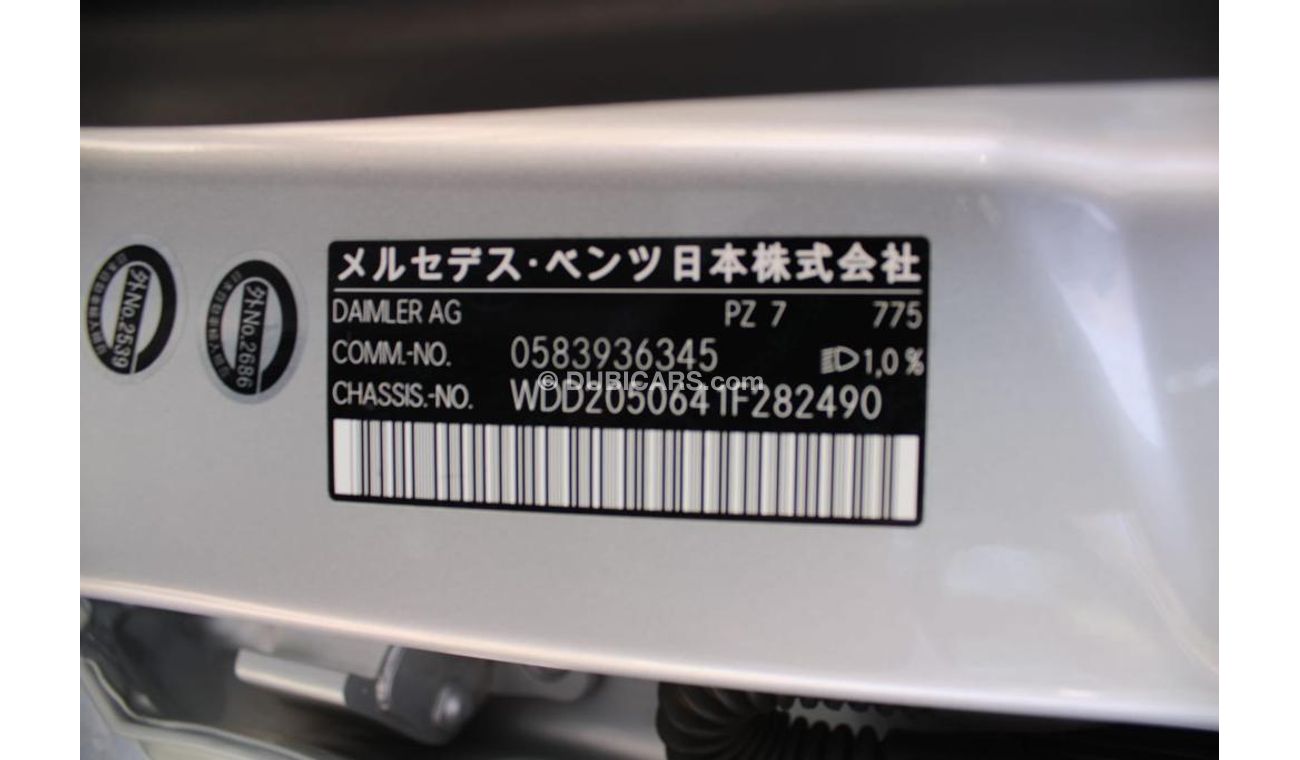 メルセデス・ベンツ日本株式会社
DAIMLER AG PZ 7 775
COMM.-NO. 0583936345 1,0 %
CHASSIS.-NO. WDD2050641F282490
© DUBICARS.com
外No.2539
外No.2686